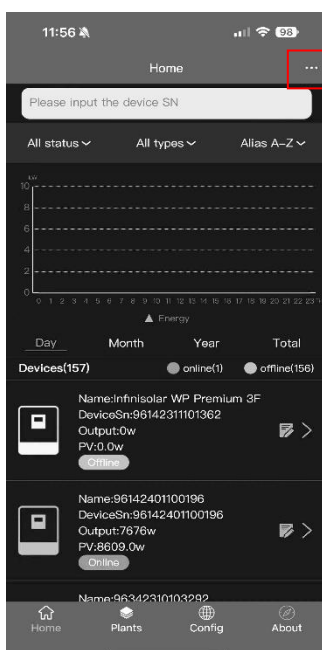 11:56 98
Home ...
Please input the device SN
All status All types Alias A-Z
kW
10
8
6
4
2
0
0 1 2 3 4 5 6 7 8 9 10 11 12 13 14 15 16 17 18 19 20 21 22 23
▲ Energy
Day Month Year Total
Devices(157) online(1) offline(156)
Name:Infinisolar WP Premium 3F
DeviceSn:96142311101362
Output:0w
PV:0.0w
Offline
Name:96142401100196
DeviceSn:96142401100196
Output:7676w
PV:8609.0w
Online
Name:96342310103292
Home Plants Config About